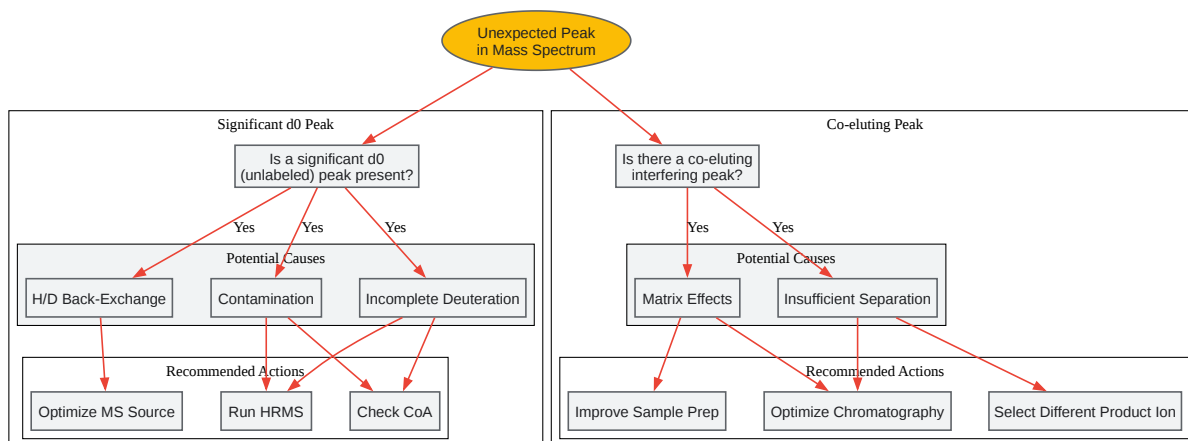 Unexpected Peak
in Mass Spectrum
Significant d0 Peak
Co-eluting Peak
Is a significant d0
(unlabeled) peak present?
Is there a co-eluting
interfering peak?
Yes
Yes
Yes
Yes
Yes
Potential Causes
Potential Causes
H/D Back-Exchange
Contamination
Incomplete Deuteration
Matrix Effects
Insufficient Separation
Recommended Actions
Recommended Actions
Optimize MS Source
Run HRMS
Check CoA
Improve Sample Prep
Optimize Chromatography
Select Different Product Ion